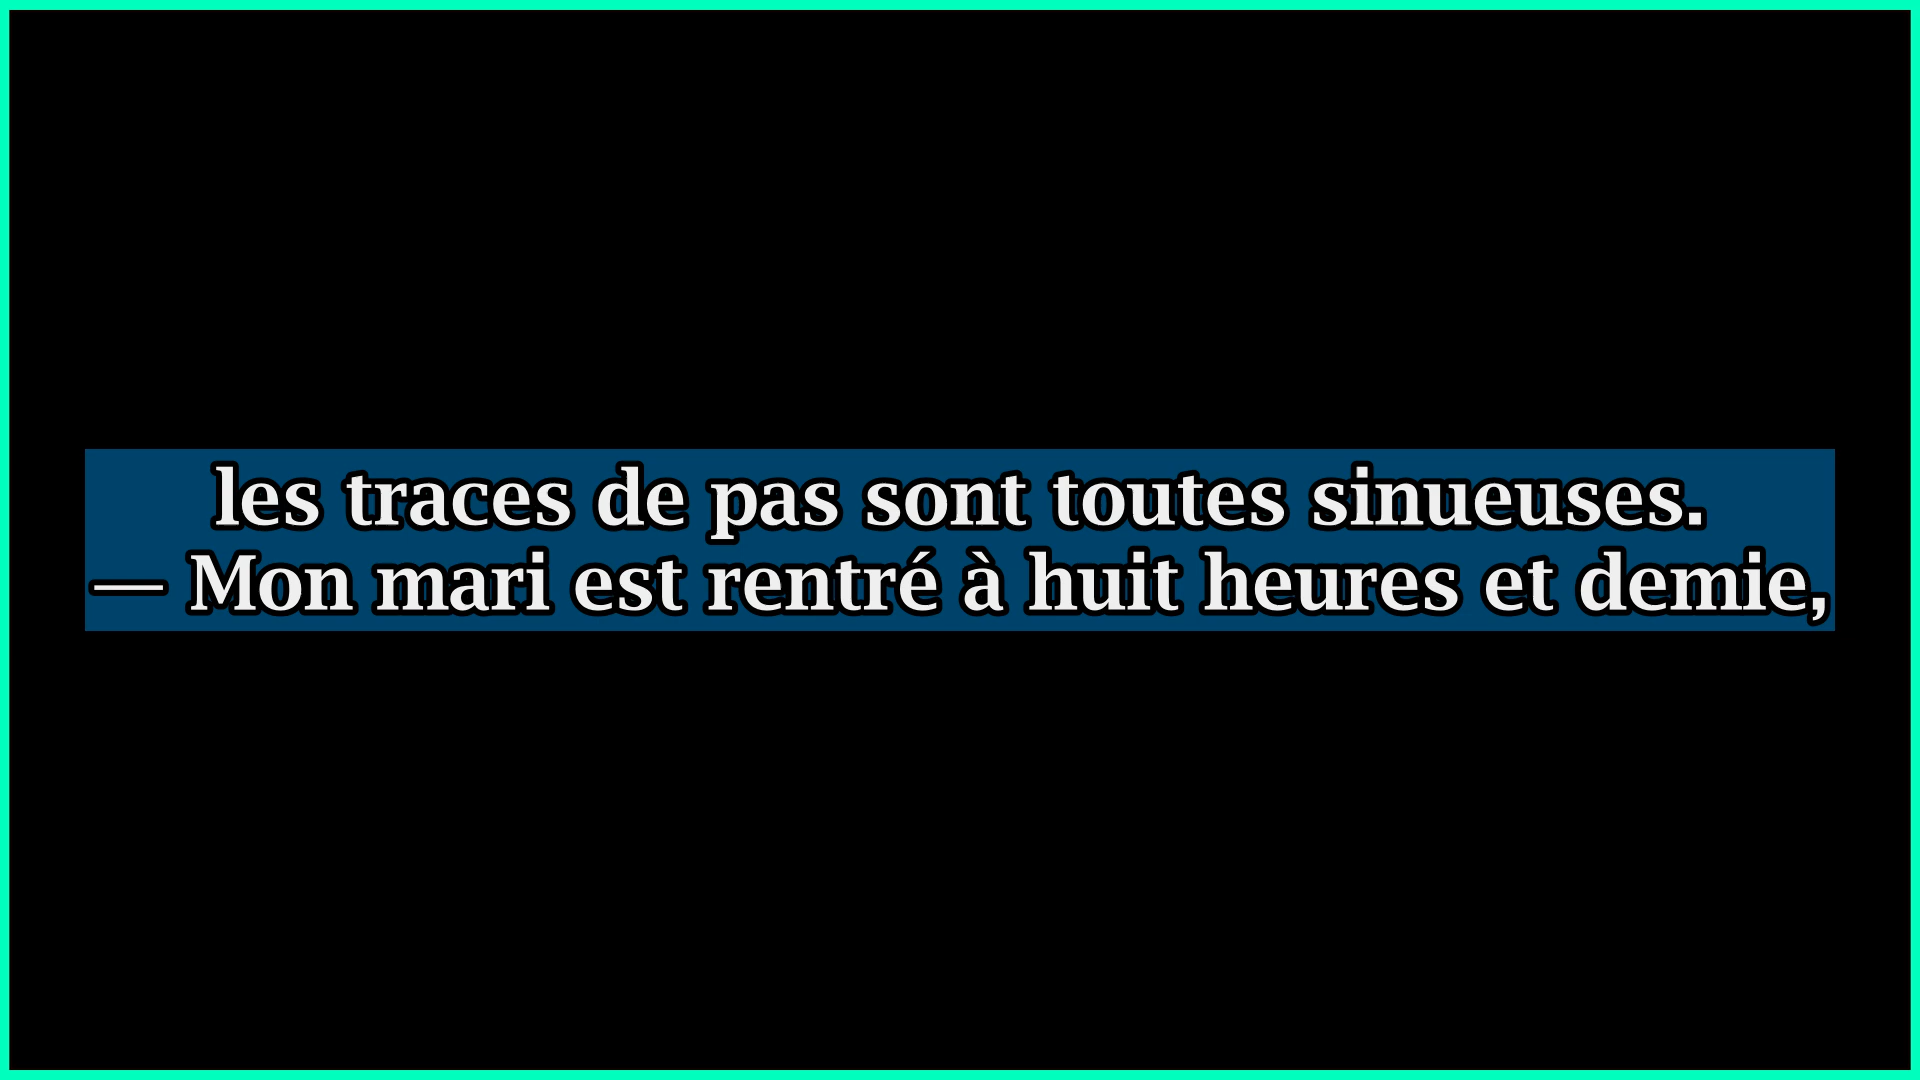 les traces de pas sont toutes sinueuses.
— Mon mari est rentré à huit heures et demie,